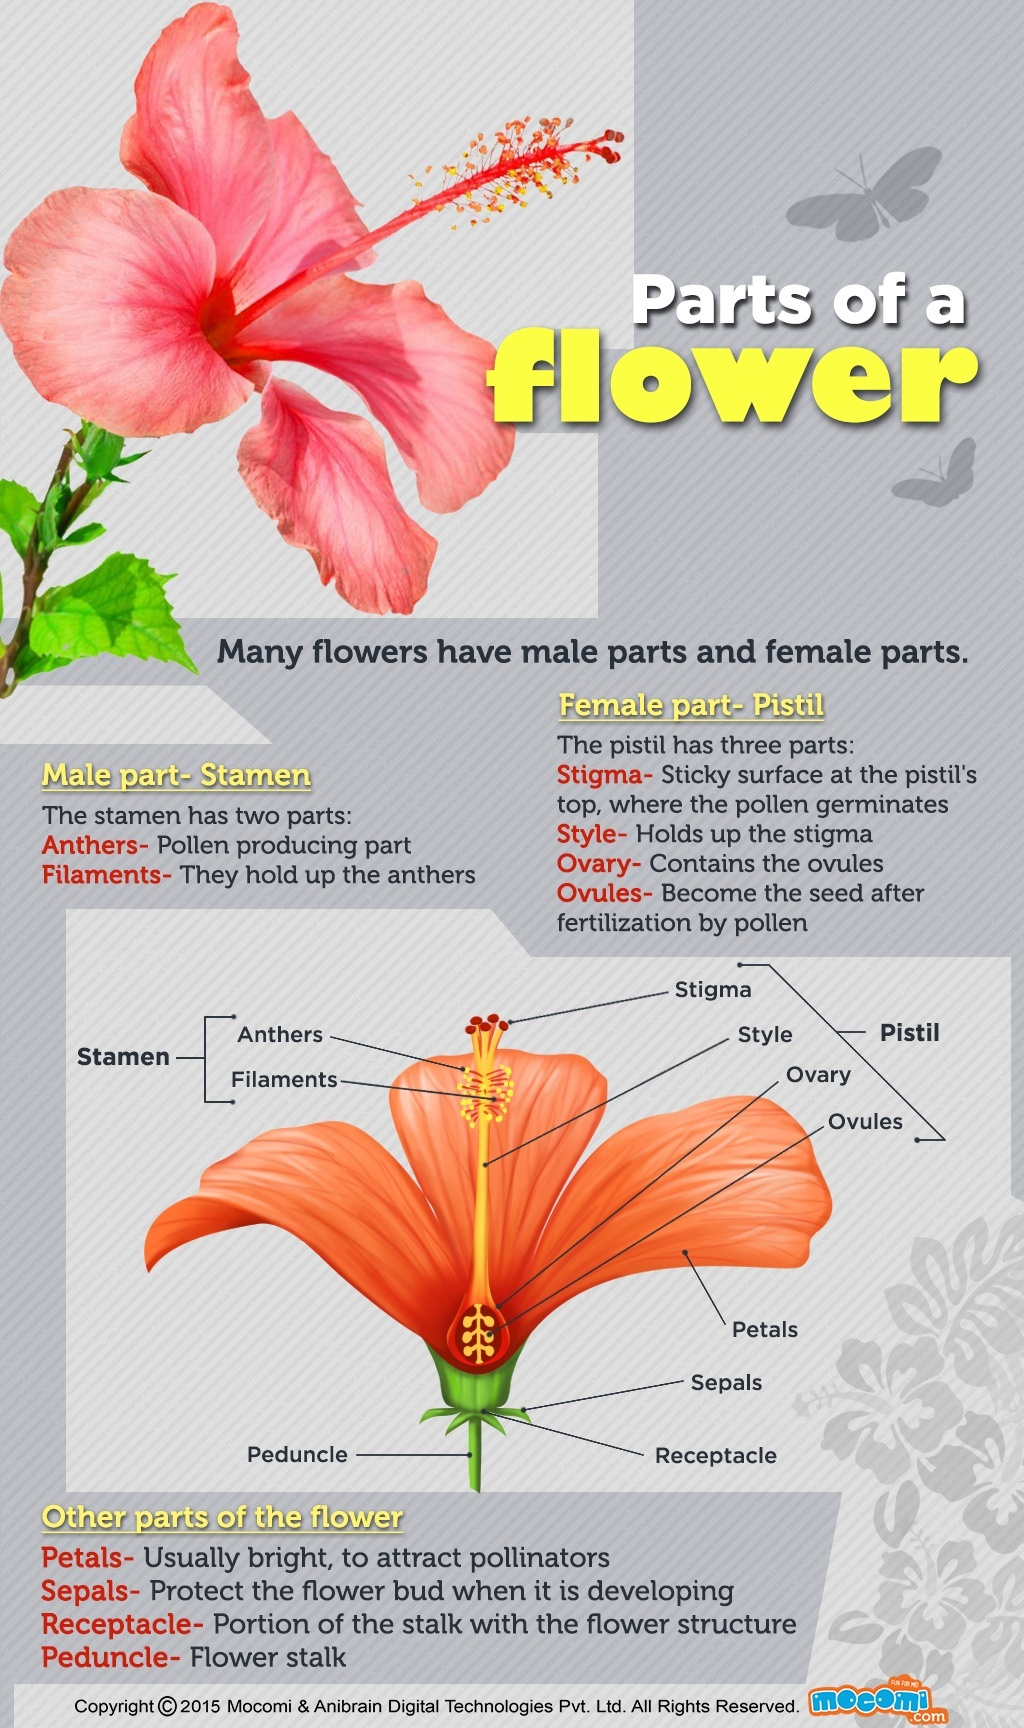 Parts of a
flower
Many flowers have male parts and female parts.
Male part- Stamen
The stamen has two parts:
Anthers- Pollen producing part
Filaments- They hold up the anthers
Female part- Pistil
The pistil has three parts:
Stigma- Sticky surface at the pistil's
top, where the pollen germinates
Style- Holds up the stigma
Ovary- Contains the ovules
Ovules- Become the seed after
fertilization by pollen
Stigma
Anthers
Style
Pistil
Stamen
Filaments
Ovary
Ovules
Petals
Sepals
Peduncle
Receptacle
Other parts of the flower
Petals- Usually bright, to attract pollinators
Sepals- Protect the flower bud when it is developing
Receptacle- Portion of the stalk with the flower structure
Peduncle- Flower stalk
Copyright © 2015 Mocomi & Anibrain Digital Technologies Pvt. Ltd. All Rights Reserved.
FUN FOR ME!
mocomi
.com